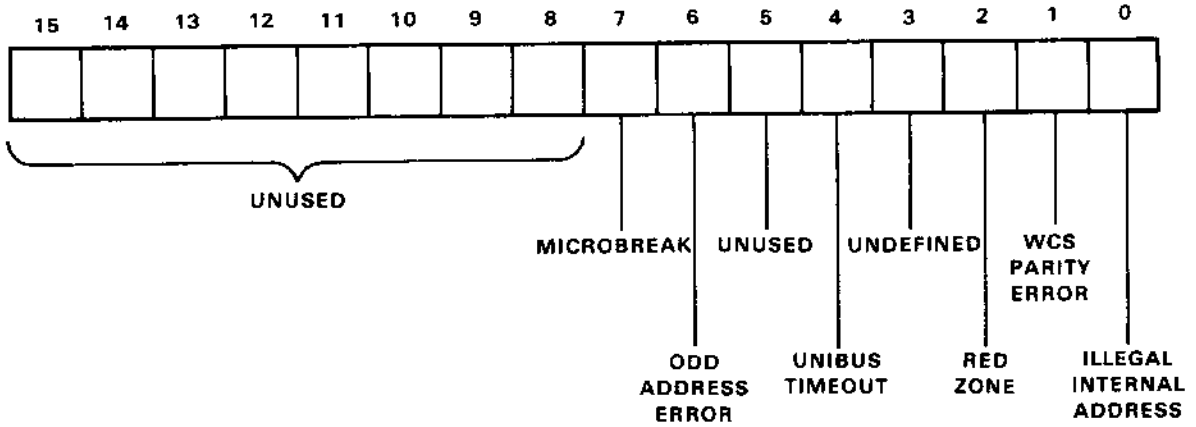 15 14 13 12 11 10 9 8 7 6 5 4 3 2 1 0
UNUSED
MICROBREAK
UNUSED
UNDEFINED
WCS
PARITY
ERROR
ODD
ADDRESS
ERROR
UNIBUS
TIMEOUT
RED
ZONE
ILLEGAL
INTERNAL
ADDRESS